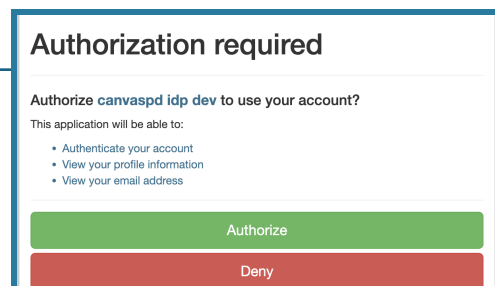 Authorization required
Authorize canvaspd idp dev to use your account?
This application will be able to:
Authenticate your account
View your profile information
View your email address
Authorize
Deny